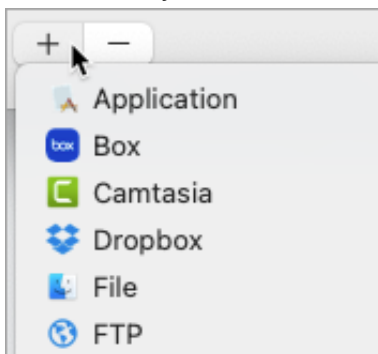 + −
Application
box Box
Camtasia
Dropbox
File
FTP